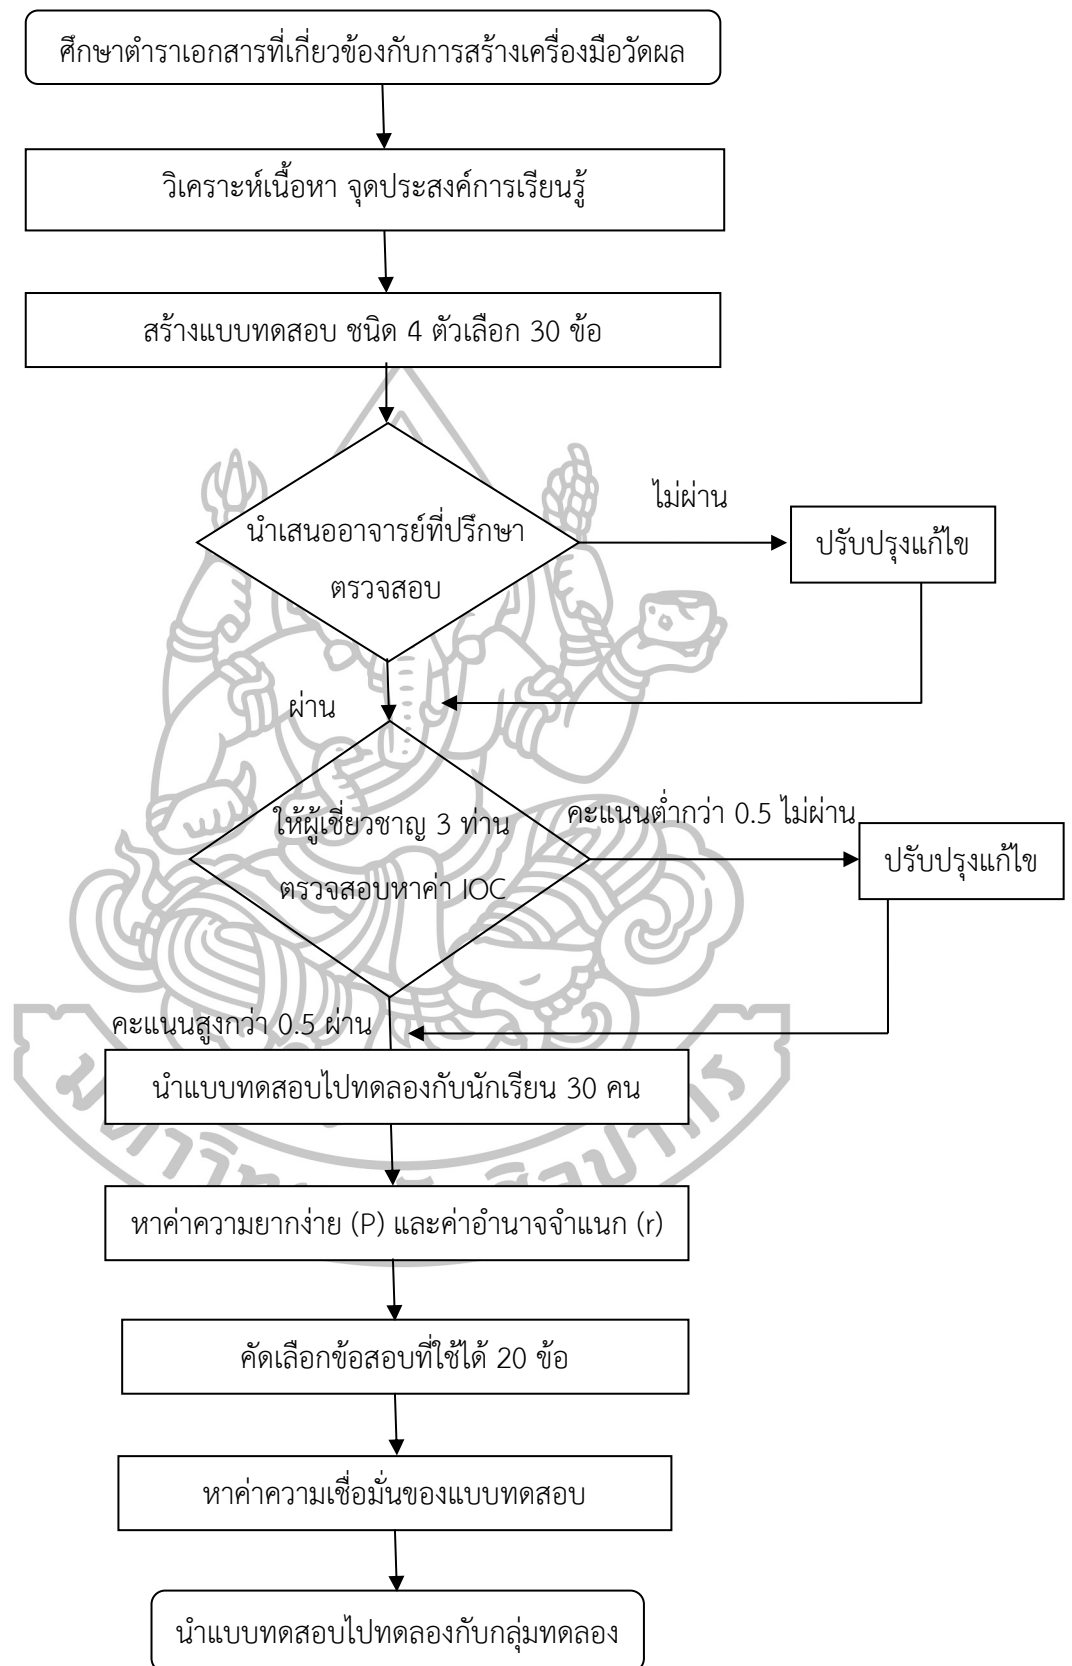 ศึกษาตำราเอกสารที่เกี่ยวข้องกับการสร้างเครื่องมือวัดผล
วิเคราะห์เนื้อหา จุดประสงค์การเรียนรู้
สร้างแบบทดสอบ ชนิด 4 ตัวเลือก 30 ข้อ
ไม่ผ่าน
นำเสนออาจารย์ที่ปรึกษา
ตรวจสอบ
ปรับปรุงแก้ไข
ผ่าน
คะแนนต่ำกว่า 0.5 ไม่ผ่าน
ให้ผู้เชี่ยวชาญ 3 ท่าน
ตรวจสอบหาค่า IOC
ปรับปรุงแก้ไข
คะแนนสูงกว่า 0.5 ผ่าน
นำแบบทดสอบไปทดลองกับนักเรียน 30 คน
หาค่าความยากง่าย (P) และค่าอำนาจจำแนก (r)
คัดเลือกข้อสอบที่ใช้ได้ 20 ข้อ
หาค่าความเชื่อมั่นของแบบทดสอบ
นำแบบทดสอบไปทดลองกับกลุ่มทดลอง